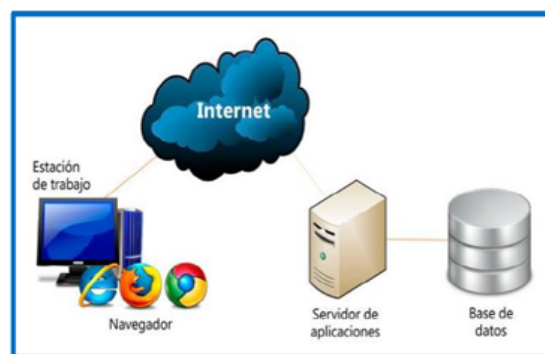 Internet
Estación
de trabajo
Navegador
Servidor de
aplicaciones
Base de
datos